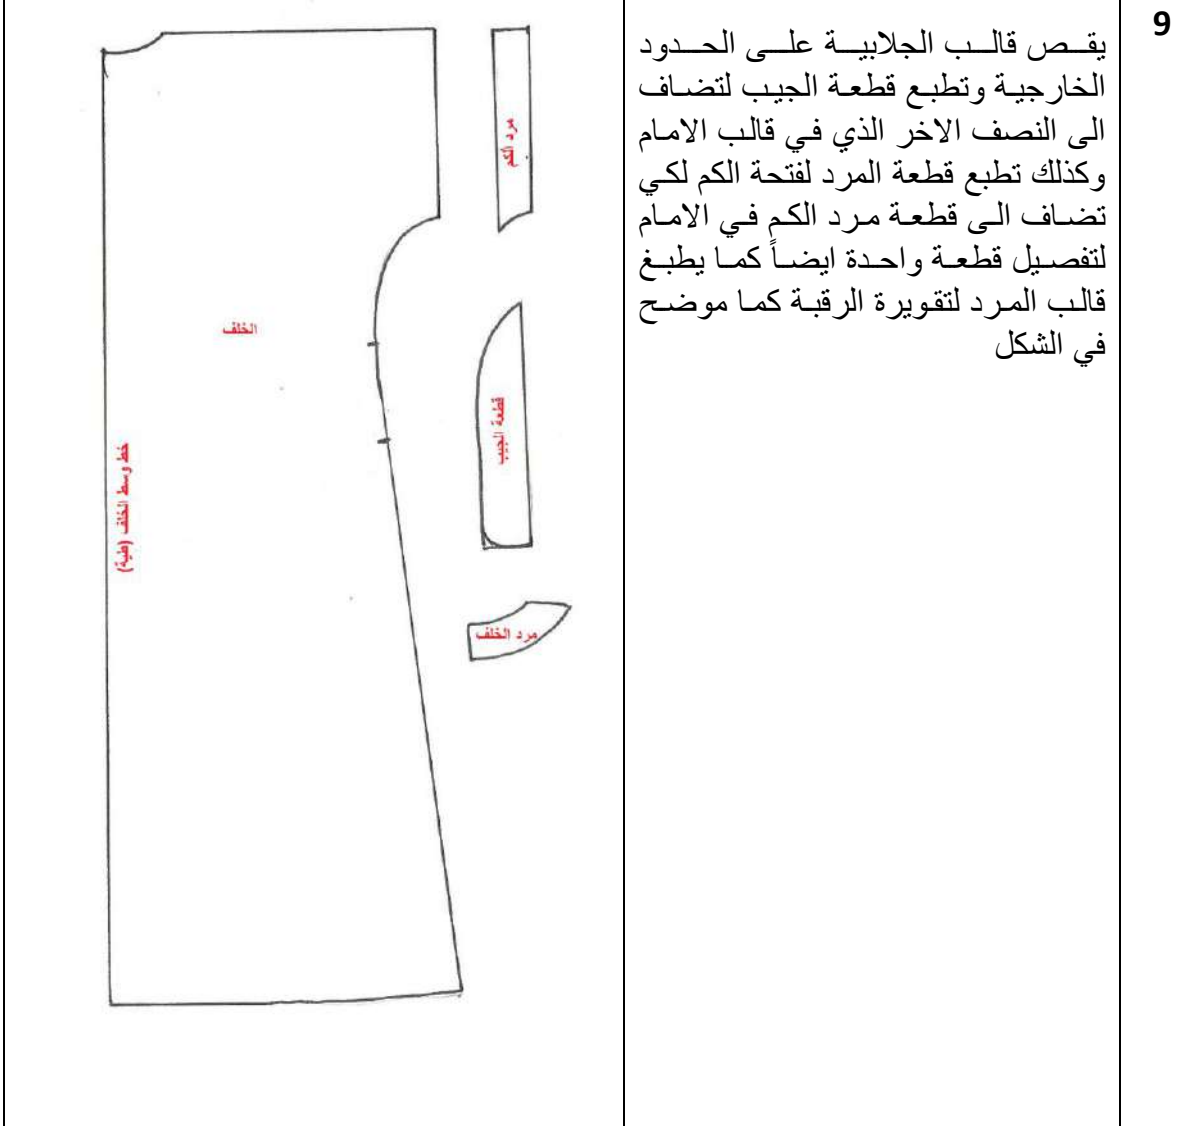 9
يقص قالب الجلابية على الحدود
الخارجية وتطبع قطعة الجيب لتضاف
الى النصف الاخر الذي في قالب الامام
وكذلك تطبع قطعة المرد لفتحة الكم لكي
تضاف الى قطعة مرد الكم في الامام
لتفصيل قطعة واحدة ايضاً كما يطبغ
قالب المرد لتقويرة الرقبة كما موضح
في الشكل
مرد الكم
الخلف
قطعة الجيب
خط وسط الخلف (طية)
مرد الخلف